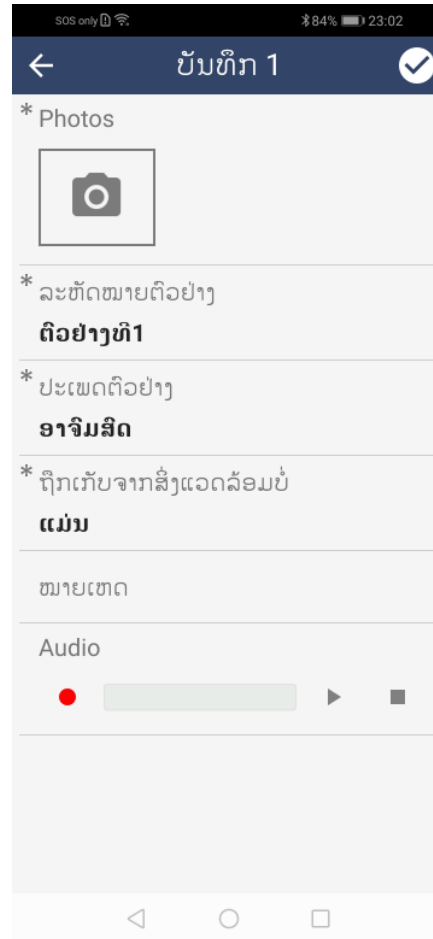 SOS only
84% 23:02
ບັນທຶກ 1
* Photos
* ລະຫັດໝາຍຕົວຢ່າງ
ຕົວຢ່າງທີ1
* ປະເພດຕົວຢ່າງ
ອາຈົມສົດ
* ຖືກເກັບຈາກສິ່ງແວດລ້ອມບໍ່
ແມ່ນ
ໝາຍເຫດ
Audio